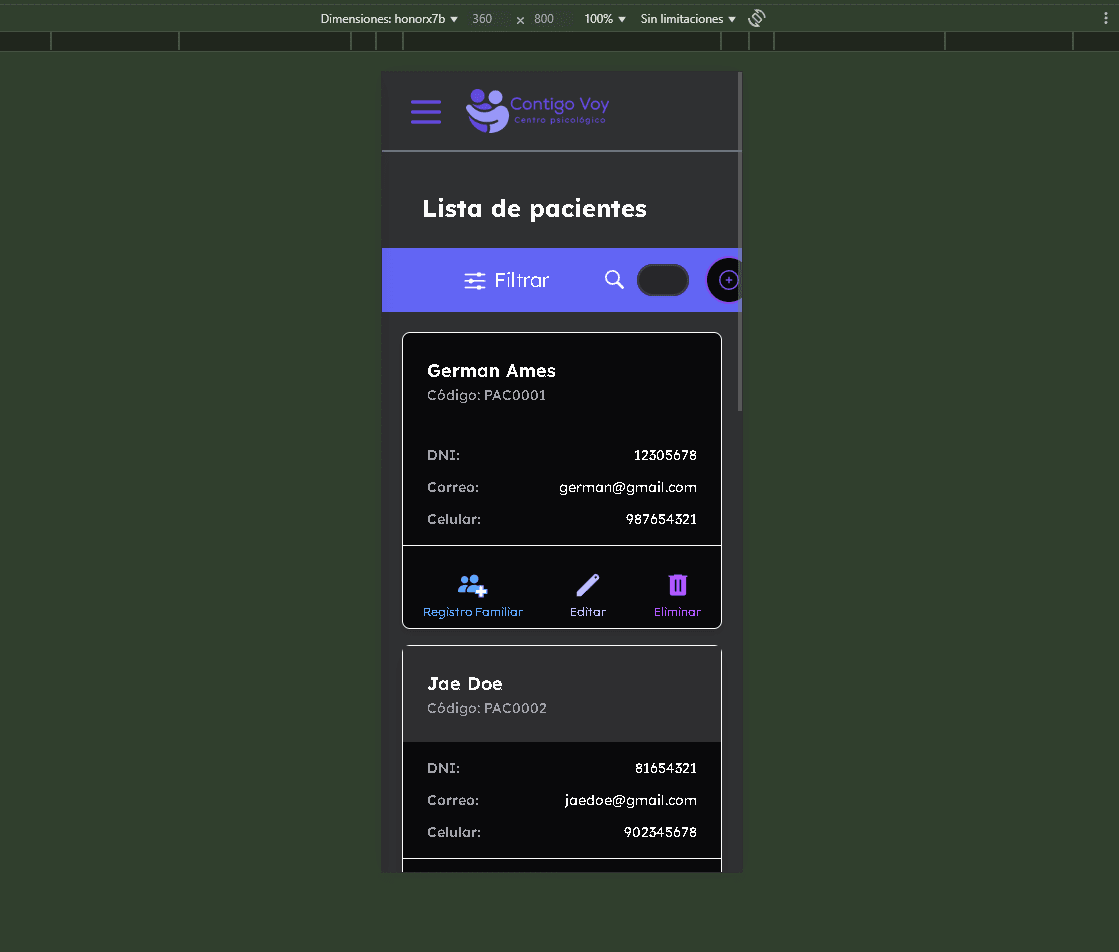 Dimensiones: honorx7b 360 × 800 100% Sin limitaciones
Contigo Voy
Centro psicológico
Lista de pacientes
Filtrar
German Ames
Código: PAC0001
DNI: 12305678
Correo: german@gmail.com
Celular: 987654321
Registro Familiar Editar Eliminar
Jae Doe
Código: PAC0002
DNI: 81654321
Correo: jaedoe@gmail.com
Celular: 902345678